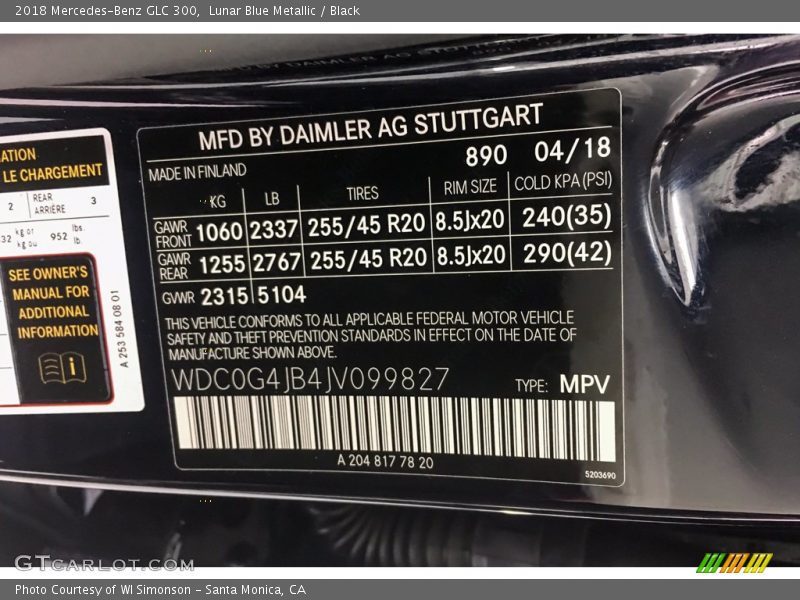 2018 Mercedes-Benz GLC 300, Lunar Blue Metallic / Black
MFD BY DAIMLER AG STUTTGART
890 04/18
MADE IN FINLAND
KG LB TIRES RIM SIZE COLD KPA (PSI)
GAWR FRONT 1060 2337 255/45 R20 8.5Jx20 240(35)
GAWR REAR 1255 2767 255/45 R20 8.5Jx20 290(42)
GVWR 2315 5104
THIS VEHICLE CONFORMS TO ALL APPLICABLE FEDERAL MOTOR VEHICLE
SAFETY AND THEFT PREVENTION STANDARDS IN EFFECT ON THE DATE OF
MANUFACTURE SHOWN ABOVE.
WDC0G4JB4JV099827 TYPE: MPV
A 204 817 78 20
5203690
LE CHARGEMENT
2 REAR ARRIÈRE 3
kg or kg ou 952 lbs. lb.
SEE OWNER'S
MANUAL FOR
ADDITIONAL
INFORMATION
A 253 584 08 01
GTCARLOT.COM
Photo Courtesy of WI Simonson - Santa Monica, CA